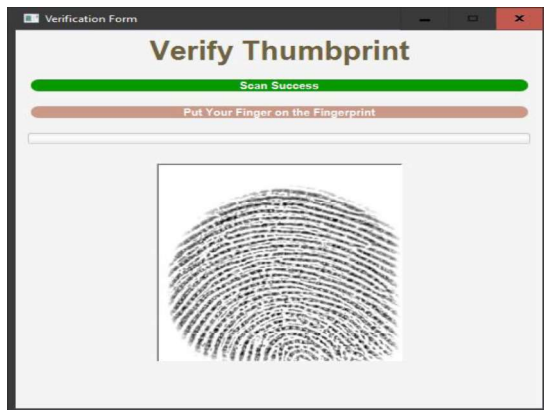 Verification Form
Verify Thumbprint
Scan Success
Put Your Finger on the Fingerprint